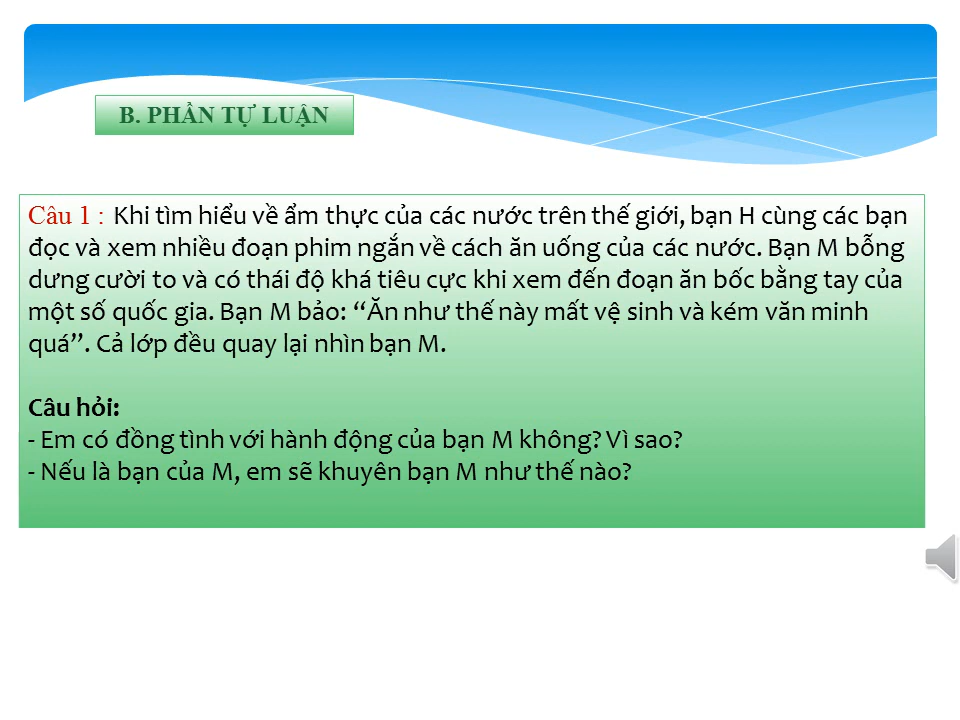 B. PHẦN TỰ LUẬN
Câu 1 : Khi tìm hiểu về ẩm thực của các nước trên thế giới, bạn H cùng các bạn
đọc và xem nhiều đoạn phim ngắn về cách ăn uống của các nước. Bạn M bỗng
dưng cười to và có thái độ khá tiêu cực khi xem đến đoạn ăn bốc bằng tay của
một số quốc gia. Bạn M bảo: “Ăn như thế này mất vệ sinh và kém văn minh
quá”. Cả lớp đều quay lại nhìn bạn M.
Câu hỏi:
- Em có đồng tình với hành động của bạn M không? Vì sao?
- Nếu là bạn của M, em sẽ khuyên bạn M như thế nào?